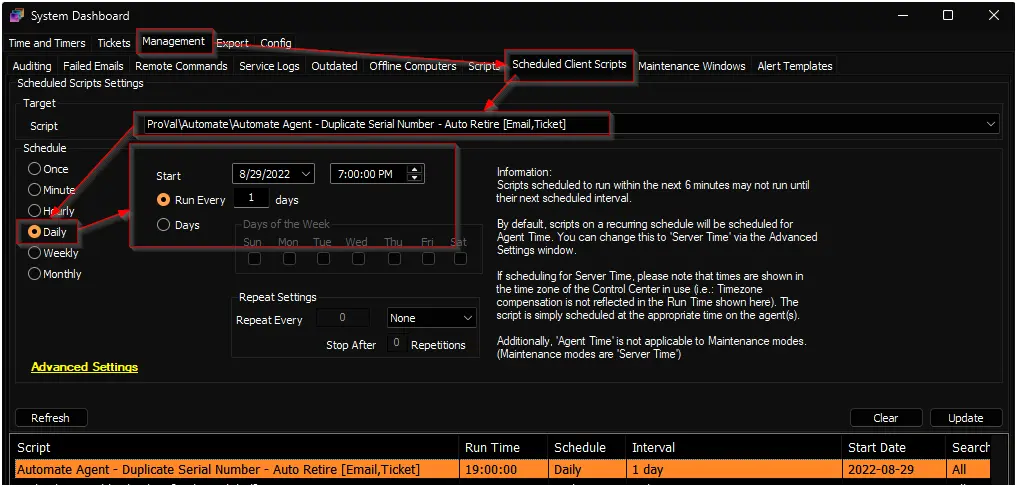 System Dashboard
Time and Timers Tickets Management Export Config
Auditing Failed Emails Remote Commands Service Logs Outdated Offline Computers Scripts Scheduled Client Scripts Maintenance Windows Alert Templates
Scheduled Scripts Settings
Target
Script ProVal\Automate\Automate Agent - Duplicate Serial Number - Auto Retire [Email,Ticket]
Schedule
Once
Minute
Hourly
Daily
Weekly
Monthly
Start 8/29/2022 7:00:00 PM
Run Every 1 days
Days
Days of the Week
Sun Mon Tue Wed Thu Fri Sat
Repeat Settings
Repeat Every 0 None
Stop After 0 Repetitions
Information:
Scripts scheduled to run within the next 6 minutes may not run until
their next scheduled interval.
By default, scripts on a recurring schedule will be scheduled for
Agent Time. You can change this to 'Server Time' via the Advanced
Settings window.
If scheduling for Server Time, please note that times are shown in
the time zone of the Control Center in use (i.e.: Timezone
compensation is not reflected in the Run Time shown here). The
script is simply scheduled at the appropriate time on the agent(s).
Additionally, 'Agent Time' is not applicable to Maintenance modes.
(Maintenance modes are 'Server Time')
Advanced Settings
Refresh Clear Update
Script Run Time Schedule Interval Start Date Search
Automate Agent - Duplicate Serial Number - Auto Retire [Email,Ticket] 19:00:00 Daily 1 day 2022-08-29 All